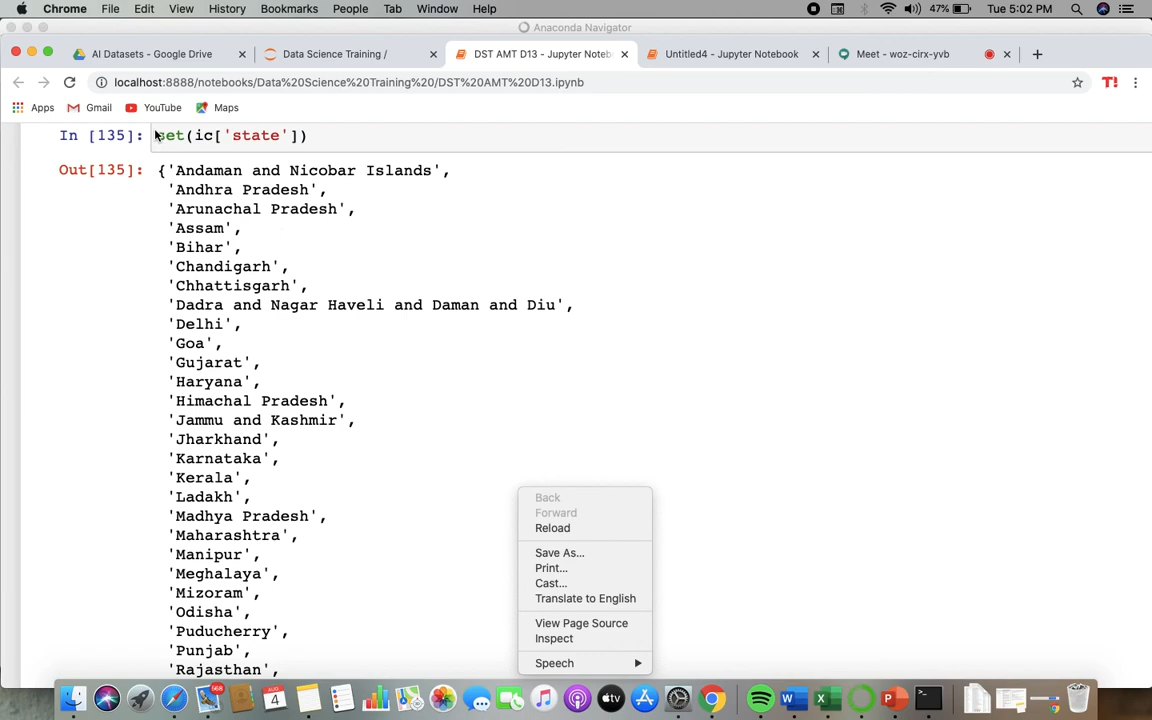 Chrome File Edit View History Bookmarks People Tab Window Help 47% Tue 5:02 PM
Anaconda Navigator
AI Datasets - Google Drive × Data Science Training / × DST AMT D13 - Jupyter Noteb × Untitled4 - Jupyter Notebook × Meet - woz-cirx-yvb × +
localhost:8888/notebooks/Data%20Science%20Training%20/DST%20AMT%20D13.ipynb T!
Apps Gmail YouTube Maps
In [135]: set(ic['state'])
Out[135]: {'Andaman and Nicobar Islands',
'Andhra Pradesh',
'Arunachal Pradesh',
'Assam',
'Bihar',
'Chandigarh',
'Chhattisgarh',
'Dadra and Nagar Haveli and Daman and Diu',
'Delhi',
'Goa',
'Gujarat',
'Haryana',
'Himachal Pradesh',
'Jammu and Kashmir',
'Jharkhand',
'Karnataka',
'Kerala',
'Ladakh',
'Madhya Pradesh',
'Maharashtra',
'Manipur',
'Meghalaya',
'Mizoram',
'Odisha',
'Puducherry',
'Punjab',
'Rajasthan',
Back
Forward
Reload
Save As...
Print...
Cast...
Translate to English
View Page Source
Inspect
Speech
568
4
tv